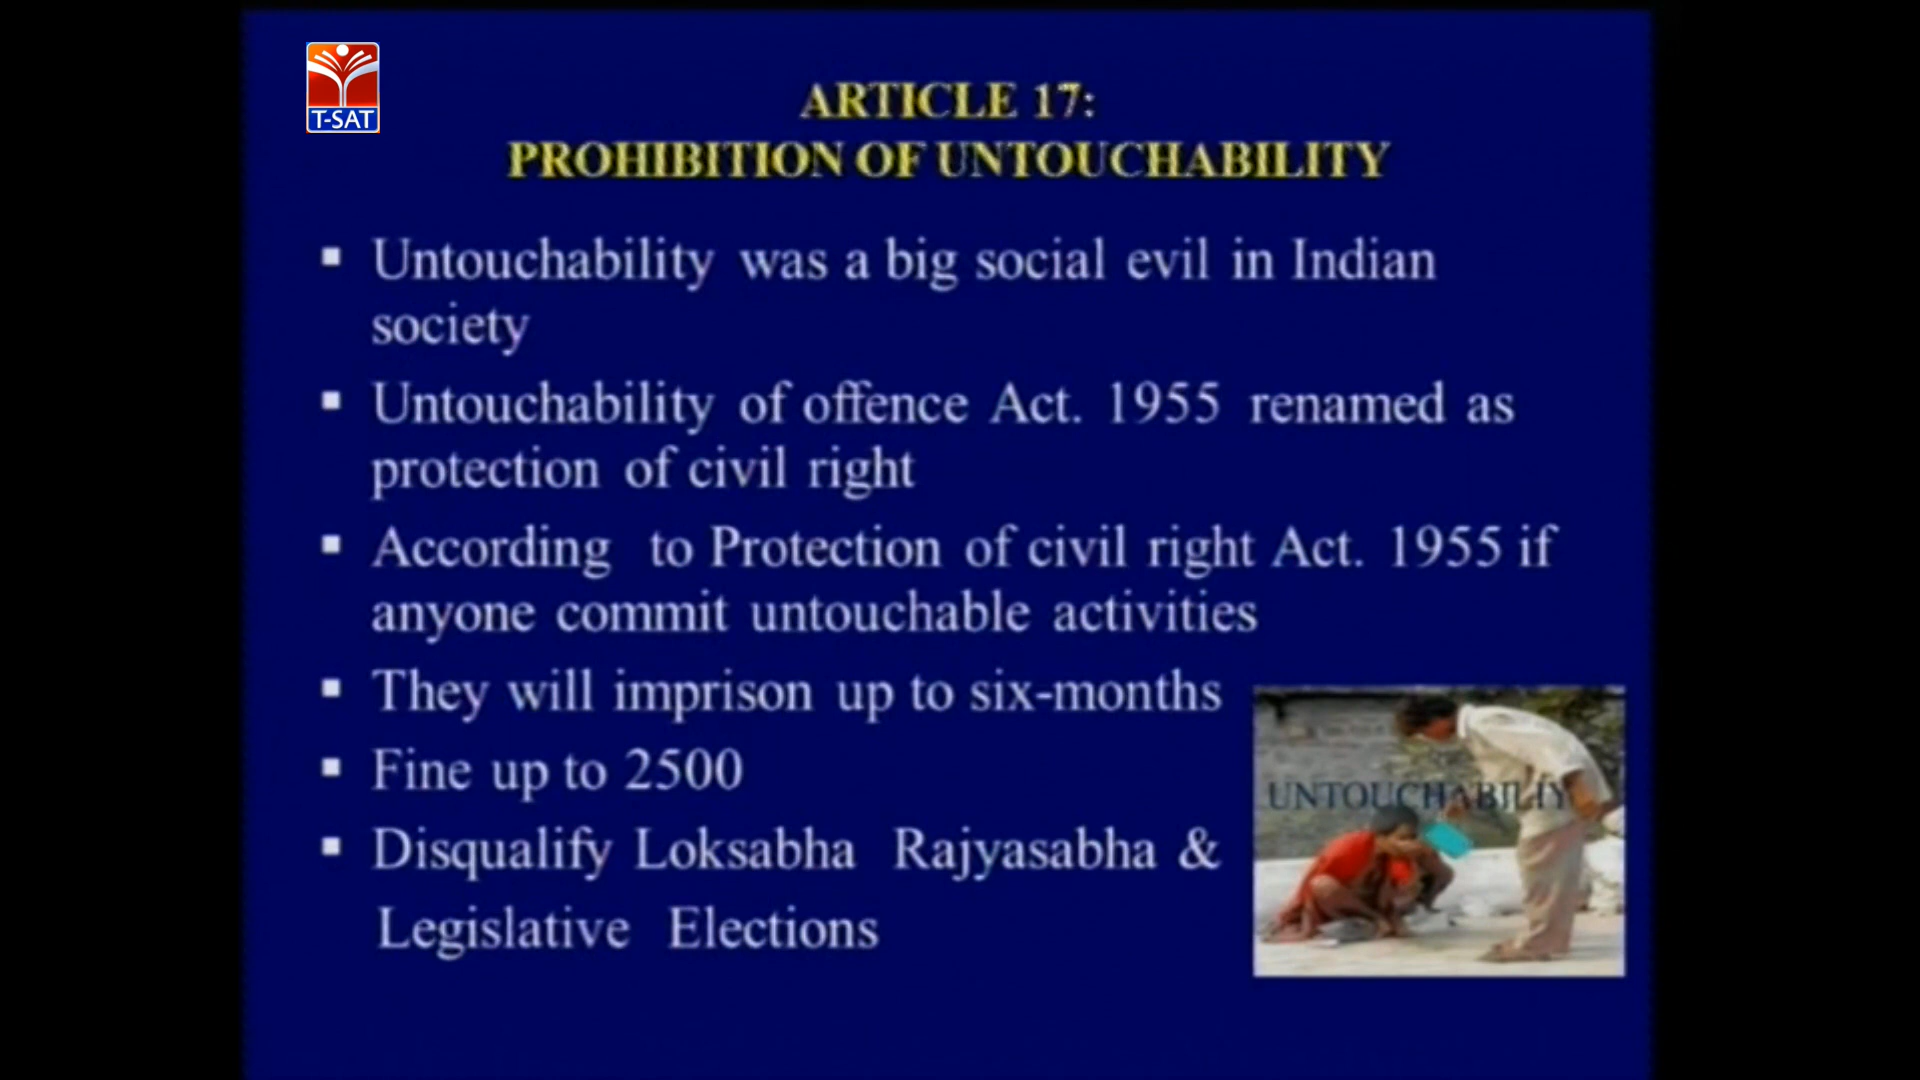 T-SAT
ARTICLE 17:
PROHIBITION OF UNTOUCHABILITY
▪ Untouchability was a big social evil in Indian
society
▪ Untouchability of offence Act. 1955 renamed as
protection of civil right
▪ According to Protection of civil right Act. 1955 if
anyone commit untouchable activities
▪ They will imprison up to six-months
▪ Fine up to 2500
▪ Disqualify Loksabha Rajyasabha &
Legislative Elections
UNTOUCHABILIY